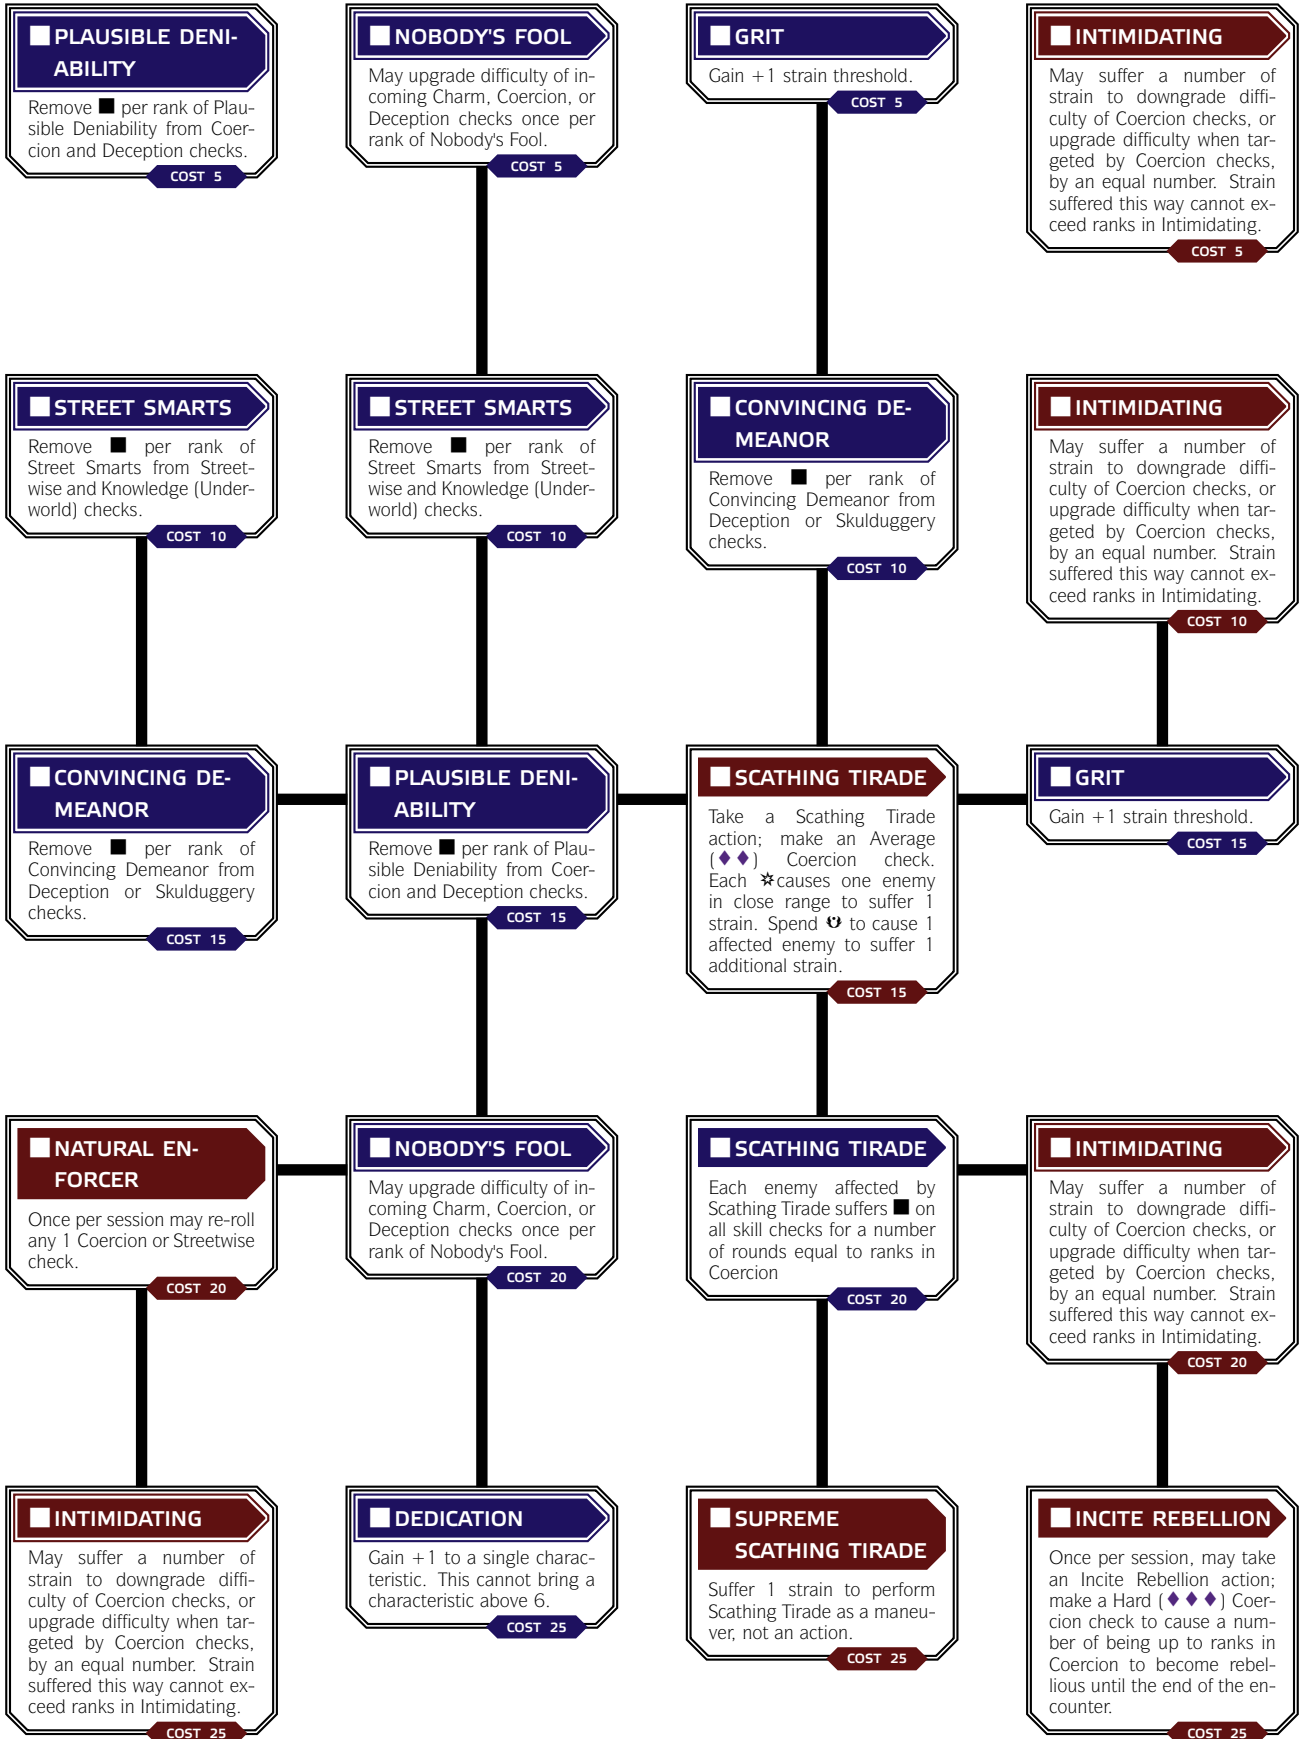 PLAUSIBLE DENI-
ABILITY
Remove ■ per rank of Plau-
sible Deniability from Coer-
cion and Deception checks.
COST 5
NOBODY'S FOOL
May upgrade difficulty of in-
coming Charm, Coercion, or
Deception checks once per
rank of Nobody's Fool.
COST 5
GRIT
Gain +1 strain threshold.
COST 5
INTIMIDATING
May suffer a number of
strain to downgrade diffi-
culty of Coercion checks, or
upgrade difficulty when tar-
geted by Coercion checks,
by an equal number. Strain
suffered this way cannot ex-
ceed ranks in Intimidating.
COST 5
STREET SMARTS
Remove ■ per rank of
Street Smarts from Street-
wise and Knowledge (Under-
world) checks.
COST 10
STREET SMARTS
Remove ■ per rank of
Street Smarts from Street-
wise and Knowledge (Under-
world) checks.
COST 10
CONVINCING DE-
MEANOR
Remove ■ per rank of
Convincing Demeanor from
Deception or Skulduggery
checks.
COST 10
INTIMIDATING
May suffer a number of
strain to downgrade diffi-
culty of Coercion checks, or
upgrade difficulty when tar-
geted by Coercion checks,
by an equal number. Strain
suffered this way cannot ex-
ceed ranks in Intimidating.
COST 10
CONVINCING DE-
MEANOR
Remove ■ per rank of
Convincing Demeanor from
Deception or Skulduggery
checks.
COST 15
PLAUSIBLE DENI-
ABILITY
Remove ■ per rank of Plau-
sible Deniability from Coer-
cion and Deception checks.
COST 15
SCATHING TIRADE
Take a Scathing Tirade
action; make an Average
(♦ ♦) Coercion check.
Each causes one enemy
in close range to suffer 1
strain. Spend to cause 1
affected enemy to suffer 1
additional strain.
COST 15
GRIT
Gain +1 strain threshold.
COST 15
NATURAL EN-
FORCER
Once per session may re-roll
any 1 Coercion or Streetwise
check.
COST 20
NOBODY'S FOOL
May upgrade difficulty of in-
coming Charm, Coercion, or
Deception checks once per
rank of Nobody's Fool.
COST 20
SCATHING TIRADE
Each enemy affected by
Scathing Tirade suffers ■ on
all skill checks for a number
of rounds equal to ranks in
Coercion
COST 20
INTIMIDATING
May suffer a number of
strain to downgrade diffi-
culty of Coercion checks, or
upgrade difficulty when tar-
geted by Coercion checks,
by an equal number. Strain
suffered this way cannot ex-
ceed ranks in Intimidating.
COST 20
INTIMIDATING
May suffer a number of
strain to downgrade diffi-
culty of Coercion checks, or
upgrade difficulty when tar-
geted by Coercion checks,
by an equal number. Strain
suffered this way cannot ex-
ceed ranks in Intimidating.
COST 25
DEDICATION
Gain +1 to a single charac-
teristic. This cannot bring a
characteristic above 6.
COST 25
SUPREME
SCATHING TIRADE
Suffer 1 strain to perform
Scathing Tirade as a maneu-
ver, not an action.
COST 25
INCITE REBELLION
Once per session, may take
an Incite Rebellion action;
make a Hard (♦ ♦ ♦) Coer-
cion check to cause a num-
ber of being up to ranks in
Coercion to become rebel-
lious until the end of the en-
counter.
COST 25